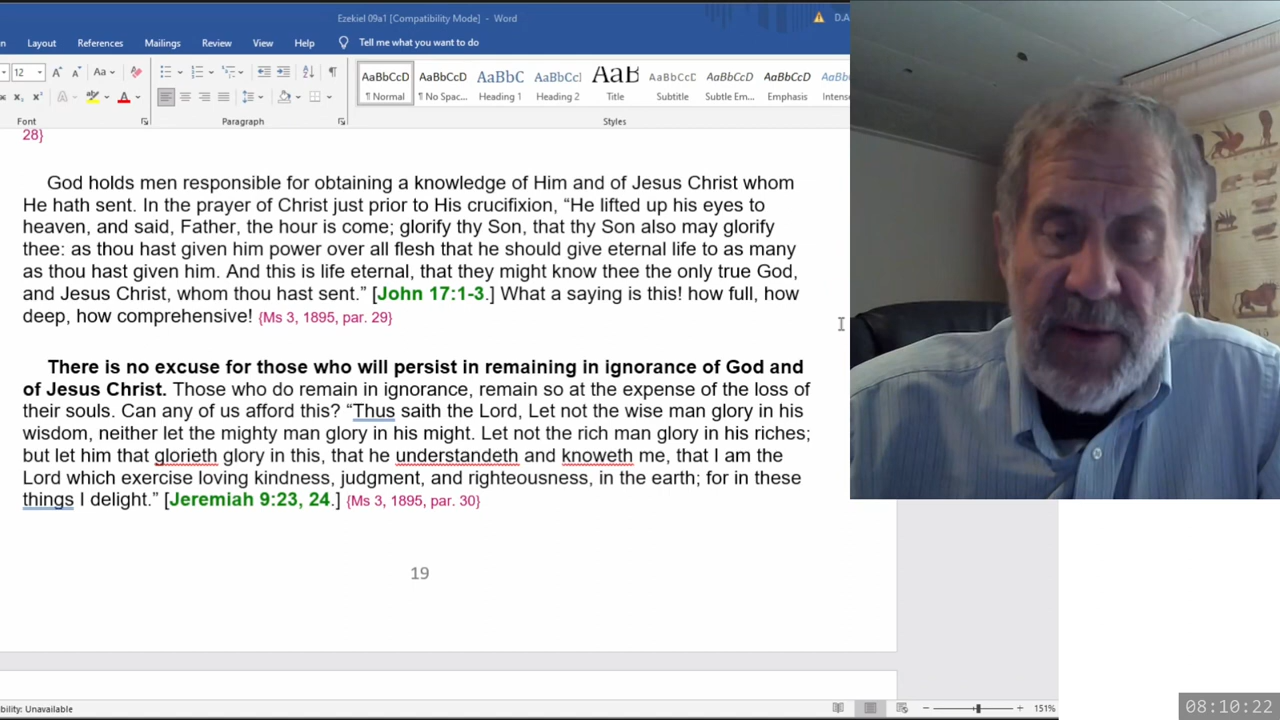 Ezekiel 09a1 [Compatibility Mode] - Word
D.A
Layout References Mailings Review View Help Tell me what you want to do
12 Aa
AaBbCcD AaBbCcD AaBbC AaBbCcI AaB AaBbCcD AaBbCcD AaBbCcD
¶ Normal ¶ No Spac... Heading 1 Heading 2 Title Subtitle Subtle Em... Emphasis Intens
Font Paragraph Styles
28}
God holds men responsible for obtaining a knowledge of Him and of Jesus Christ whom
He hath sent. In the prayer of Christ just prior to His crucifixion, “He lifted up his eyes to
heaven, and said, Father, the hour is come; glorify thy Son, that thy Son also may glorify
thee: as thou hast given him power over all flesh that he should give eternal life to as many
as thou hast given him. And this is life eternal, that they might know thee the only true God,
and Jesus Christ, whom thou hast sent.” [John 17:1-3.] What a saying is this! how full, how
deep, how comprehensive! {Ms 3, 1895, par. 29}
There is no excuse for those who will persist in remaining in ignorance of God and
of Jesus Christ. Those who do remain in ignorance, remain so at the expense of the loss of
their souls. Can any of us afford this? “Thus saith the Lord, Let not the wise man glory in his
wisdom, neither let the mighty man glory in his might. Let not the rich man glory in his riches;
but let him that glorieth glory in this, that he understandeth and knoweth me, that I am the
Lord which exercise loving kindness, judgment, and righteousness, in the earth; for in these
things I delight.” [Jeremiah 9:23, 24.] {Ms 3, 1895, par. 30}
19
bility: Unavailable
151%
08:10:22